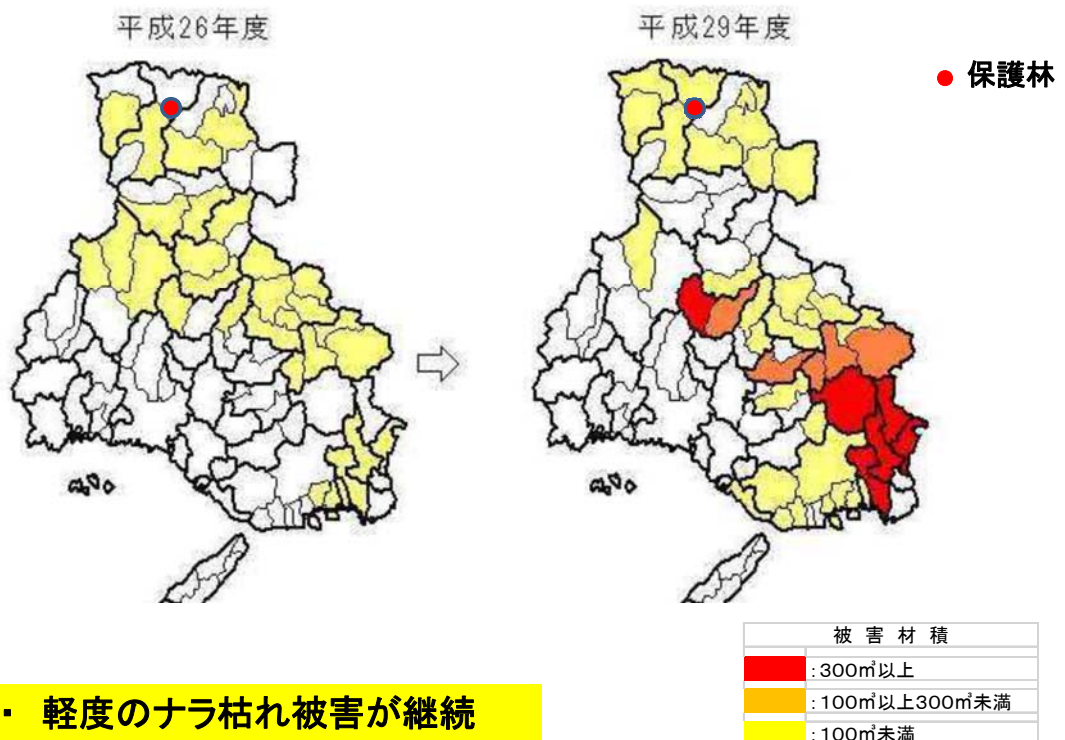 平成26年度
平成29年度
● 保護林
被害材積
：300㎥以上
：100㎥以上300㎥未満
：100㎥未満
・ 軽度のナラ枯れ被害が継続